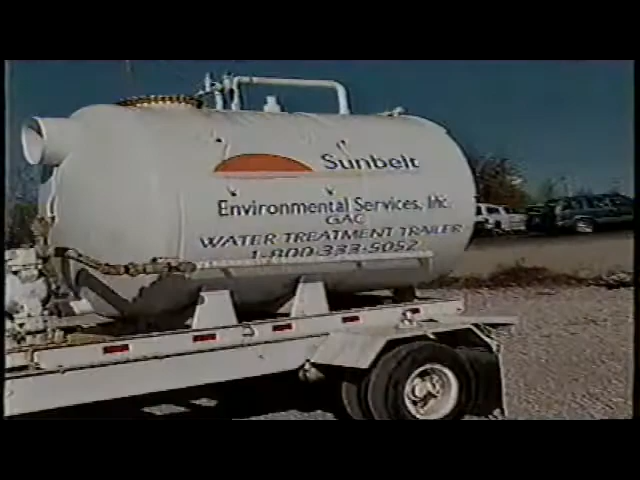 Sunbelt
Environmental Services, Inc.
GAC
WATER TREATMENT TRAILER
1-800-333-5052